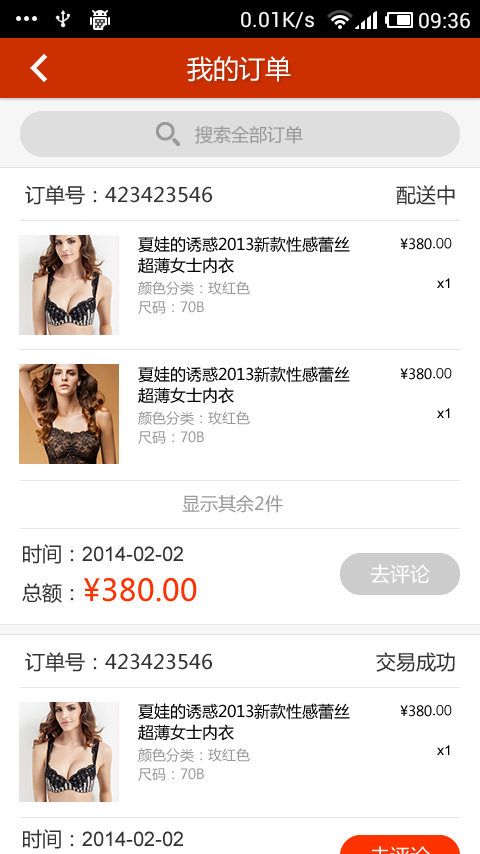 0.01K/s 09:36
我的订单
搜索全部订单
订单号：423423546 配送中
夏娃的诱惑2013新款性感蕾丝 ¥380.00
超薄女士内衣
颜色分类：玫红色 x1
尺码：70B
夏娃的诱惑2013新款性感蕾丝 ¥380.00
超薄女士内衣
颜色分类：玫红色 x1
尺码：70B
显示其余2件
时间：2014-02-02
去评论
总额：¥380.00
订单号：423423546 交易成功
夏娃的诱惑2013新款性感蕾丝 ¥380.00
超薄女士内衣
颜色分类：玫红色 x1
尺码：70B
时间：2014-02-02
去评论